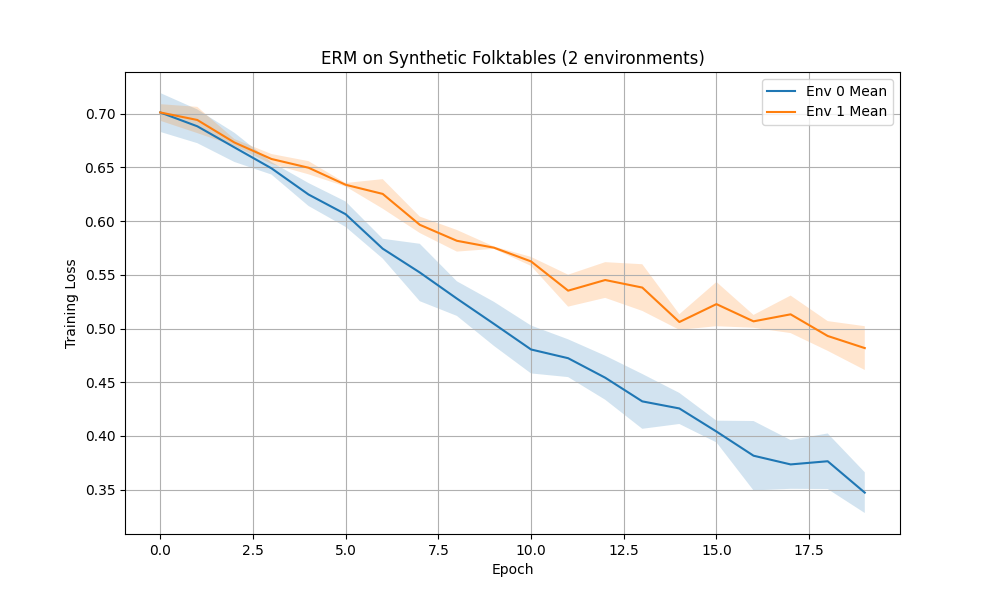 ERM on Synthetic Folktables (2 environments)
Env 0 Mean
Env 1 Mean
Training Loss
0.70
0.65
0.60
0.55
0.50
0.45
0.40
0.35
0.0 2.5 5.0 7.5 10.0 12.5 15.0 17.5
Epoch